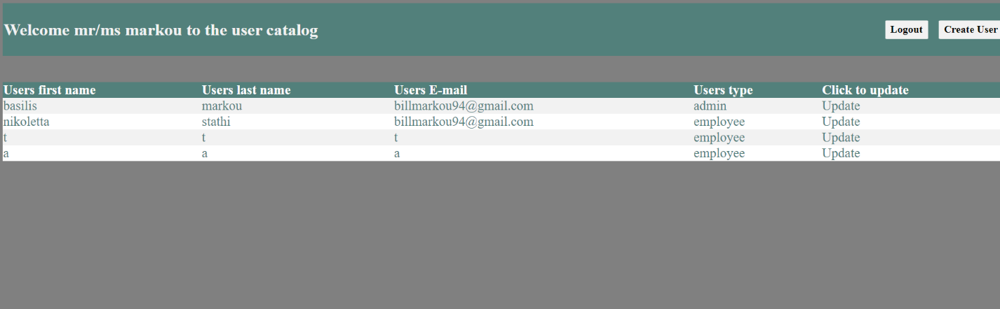 Welcome mr/ms markou to the user catalog Logout Create User
Users first name Users last name Users E-mail Users type Click to update
basilis markou billmarkou94@gmail.com admin Update
nikoletta stathi billmarkou94@gmail.com employee Update
t t t employee Update
a a a employee Update